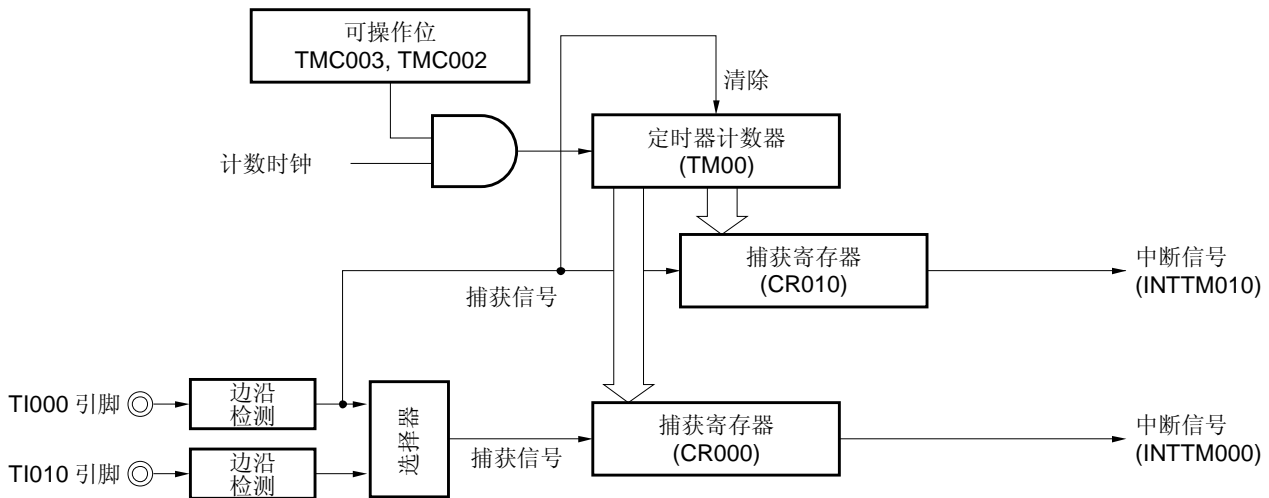 可操作位
TMC003, TMC002
清除
计数时钟
定时器计数器
(TM00)
捕获寄存器
(CR010)
中断信号
(INTTM010)
捕获信号
TI000 引脚
边沿
检测
选择器
捕获寄存器
(CR000)
中断信号
(INTTM000)
捕获信号
TI010 引脚
边沿
检测